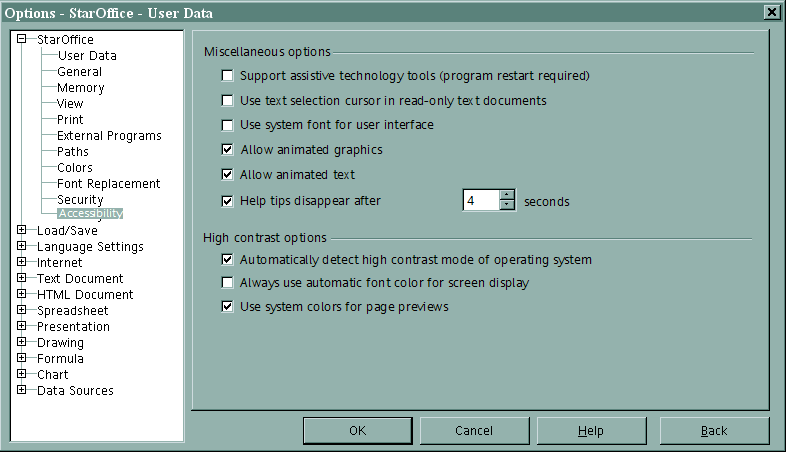 Options - StarOffice - User Data
StarOffice
User Data
General
Memory
View
Print
External Programs
Paths
Colors
Font Replacement
Security
Accessibility
Load/Save
Language Settings
Internet
Text Document
HTML Document
Spreadsheet
Presentation
Drawing
Formula
Chart
Data Sources
Miscellaneous options
Support assistive technology tools (program restart required)
Use text selection cursor in read-only text documents
Use system font for user interface
Allow animated graphics
Allow animated text
Help tips disappear after 4 seconds
High contrast options
Automatically detect high contrast mode of operating system
Always use automatic font color for screen display
Use system colors for page previews
OK Cancel Help Back